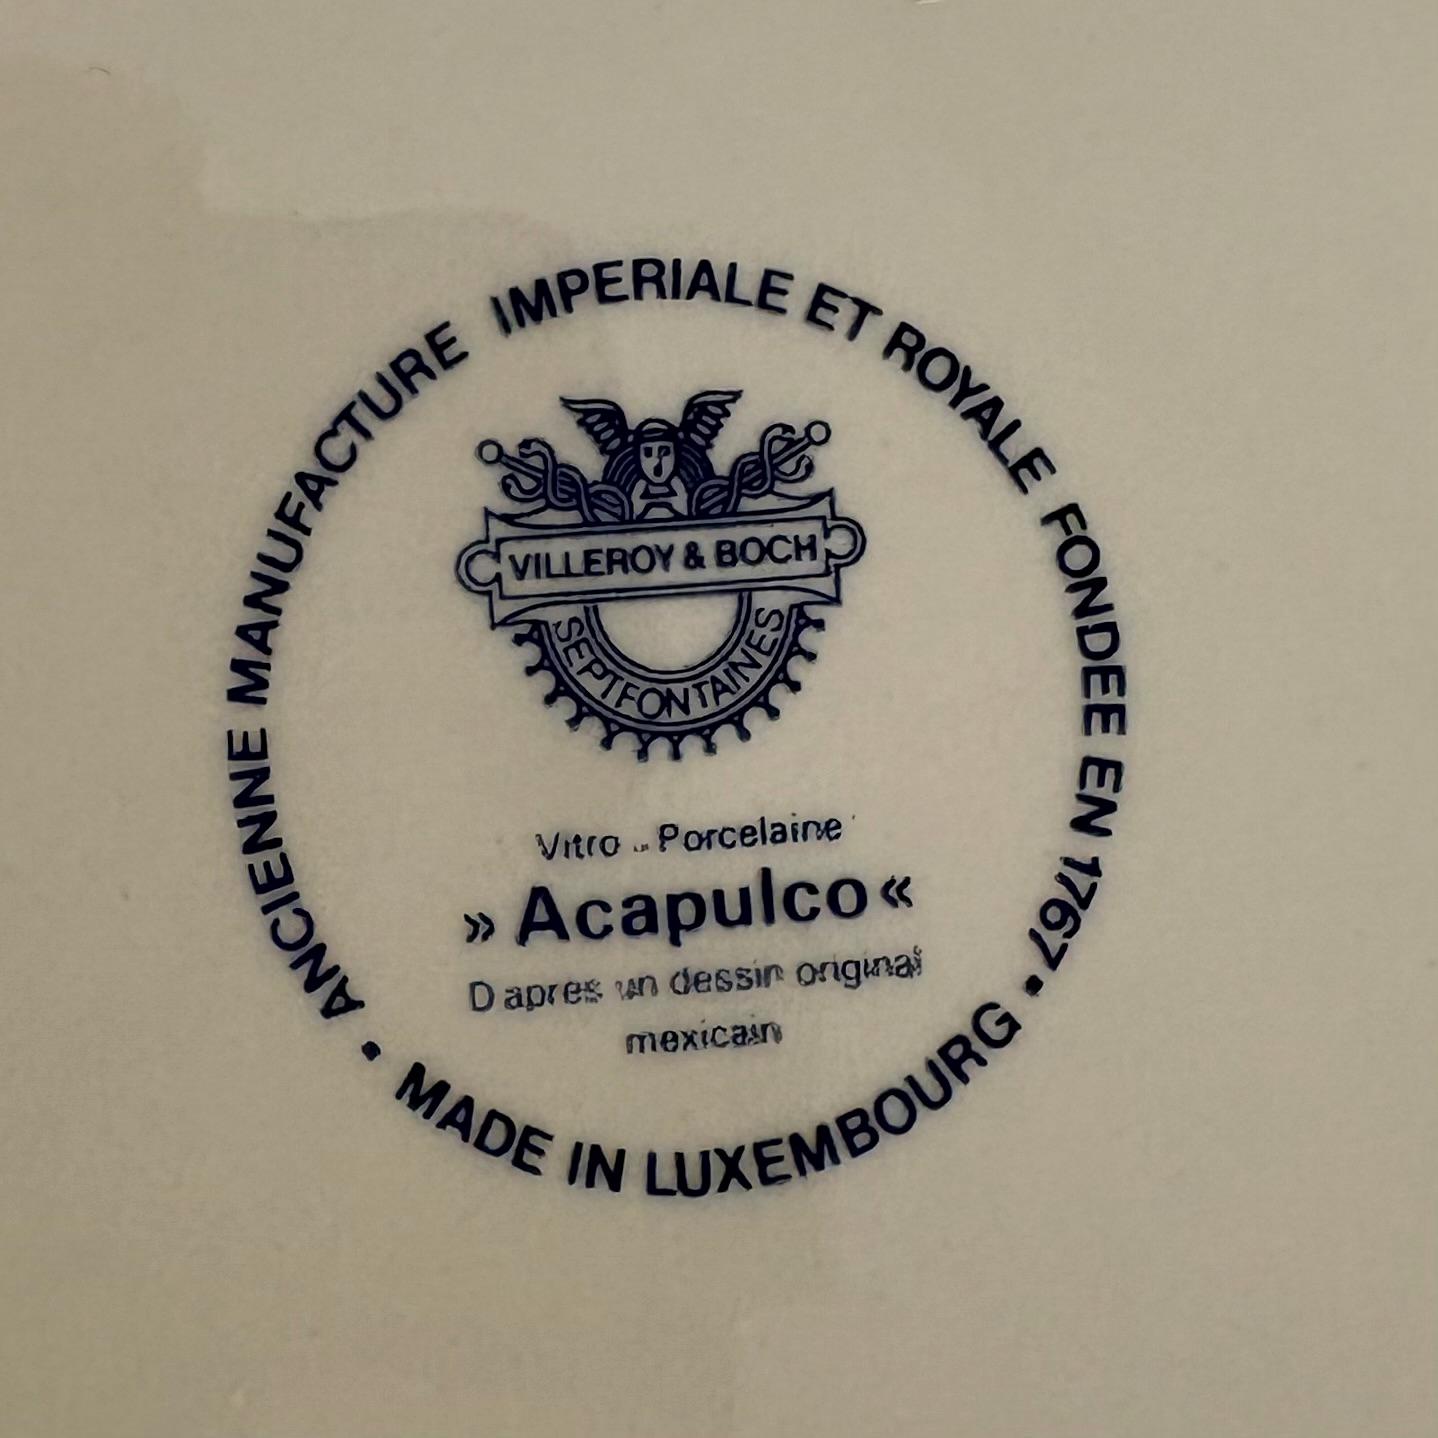 ANCIENNE MANUFACTURE IMPERIALE ET ROYALE FONDEE EN 1767
VILLEROY & BOCH
SEPTFONTAINES
Vitro - Porcelaine
» Acapulco «
D apres un dessin original
mexicain
• MADE IN LUXEMBOURG •